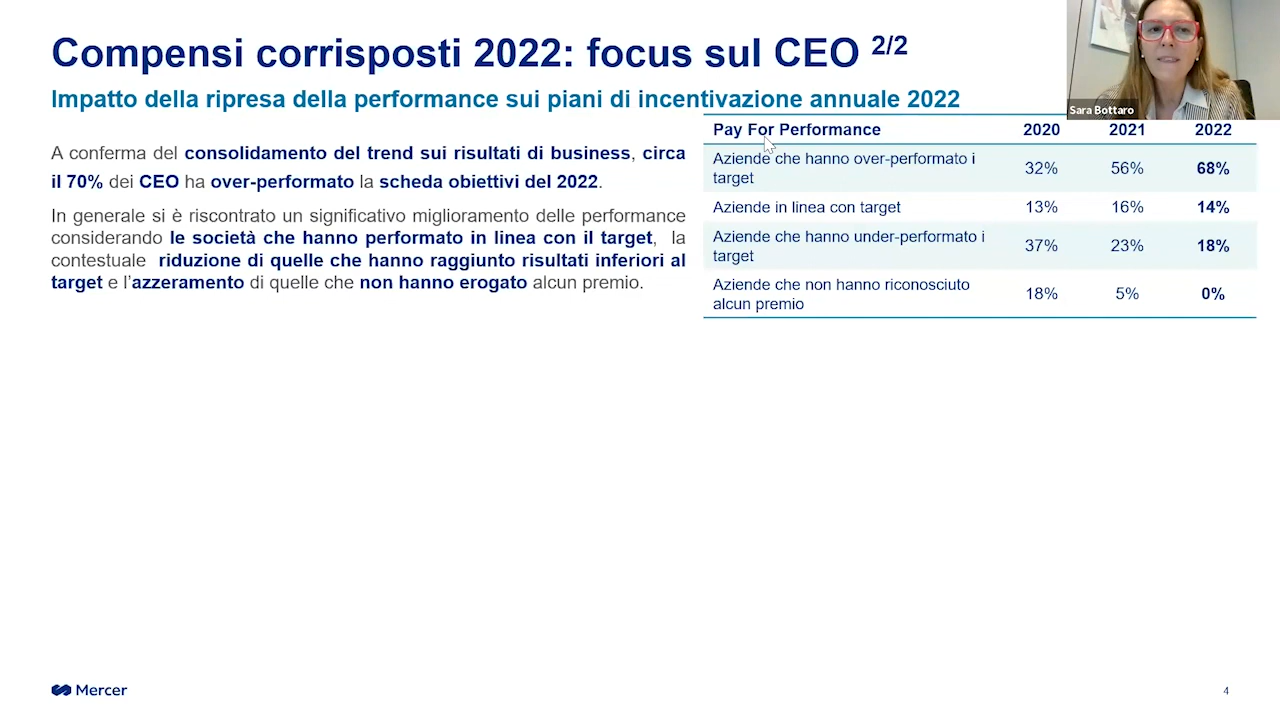 Compensi corrisposti 2022: focus sul CEO 2/2
Impatto della ripresa della performance sui piani di incentivazione annuale 2022
A conferma del consolidamento del trend sui risultati di business, circa
il 70% dei CEO ha over-performato la scheda obiettivi del 2022.
In generale si è riscontrato un significativo miglioramento delle performance
considerando le società che hanno performato in linea con il target, la
contestuale riduzione di quelle che hanno raggiunto risultati inferiori al
target e l'azzeramento di quelle che non hanno erogato alcun premio.
Sara Bottaro
Pay For Performance 2020 2021 2022
Aziende che hanno over-performato i
target 32% 56% 68%
Aziende in linea con target 13% 16% 14%
Aziende che hanno under-performato i
target 37% 23% 18%
Aziende che non hanno riconosciuto
alcun premio 18% 5% 0%
Mercer
4